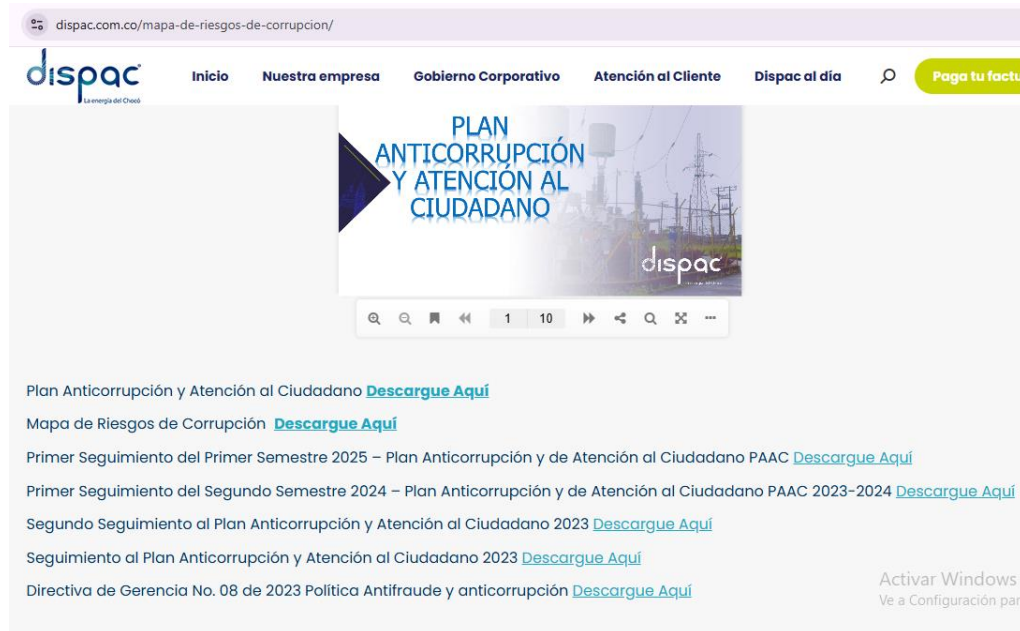 dispac.com.co/mapa-de-riesgos-de-corrupcion/
dispac
La energía del Chocó
Inicio Nuestra empresa Gobierno Corporativo Atención al Cliente Dispac al día Paga tu factu
PLAN
ANTICORRUPCIÓN
Y ATENCIÓN AL
CIUDADANO
dispac
1 10
Plan Anticorrupción y Atención al Ciudadano Descargue Aquí
Mapa de Riesgos de Corrupción Descargue Aquí
Primer Seguimiento del Primer Semestre 2025 – Plan Anticorrupción y de Atención al Ciudadano PAAC Descargue Aquí
Primer Seguimiento del Segundo Semestre 2024 – Plan Anticorrupción y de Atención al Ciudadano PAAC 2023-2024 Descargue Aquí
Segundo Seguimiento al Plan Anticorrupción y Atención al Ciudadano 2023 Descargue Aquí
Seguimiento al Plan Anticorrupción y Atención al Ciudadano 2023 Descargue Aquí
Directiva de Gerencia No. 08 de 2023 Política Antifraude y anticorrupción Descargue Aquí
Activar Windows
Ve a Configuración par